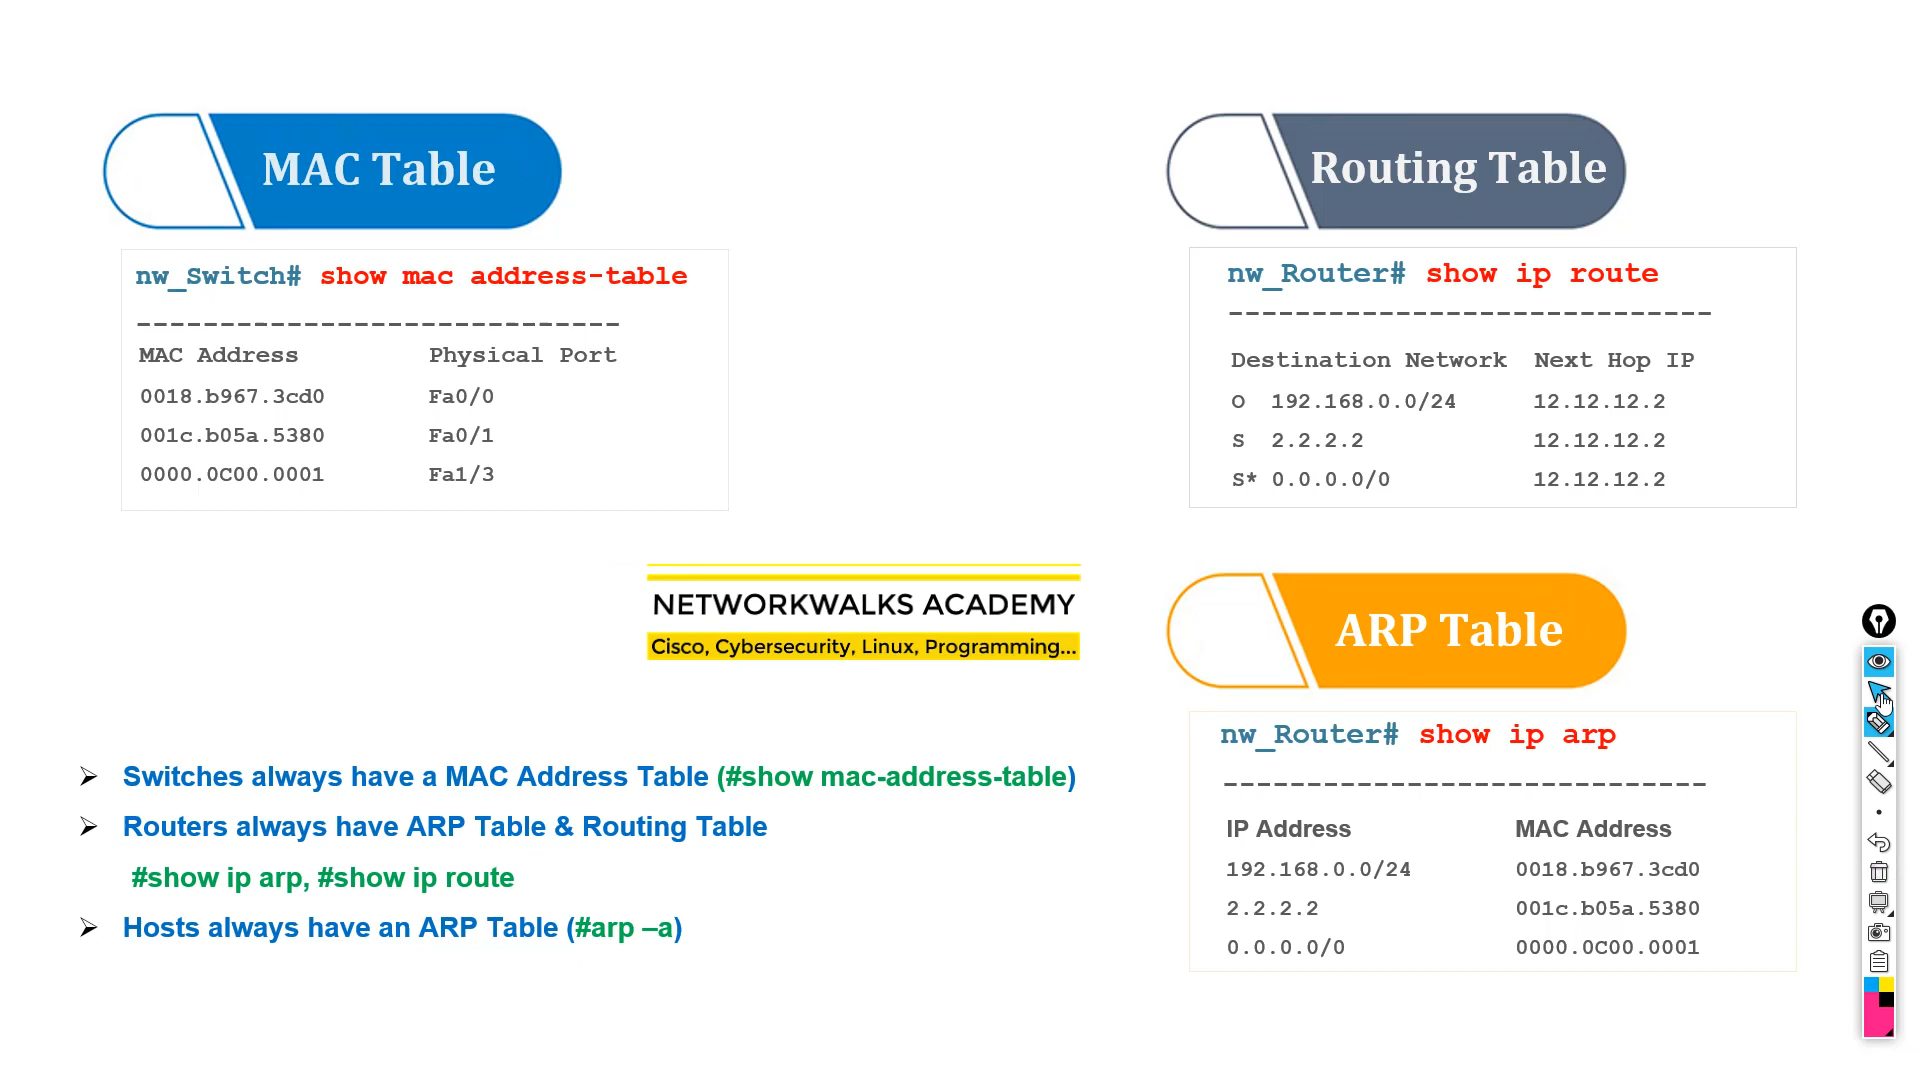 MAC Table
nw_Switch# show mac address-table
-----------------------------
MAC Address Physical Port
0018.b967.3cd0 Fa0/0
001c.b05a.5380 Fa0/1
0000.0C00.0001 Fa1/3
Routing Table
nw_Router# show ip route
-----------------------------
Destination Network Next Hop IP
O 192.168.0.0/24 12.12.12.2
S 2.2.2.2 12.12.12.2
S* 0.0.0.0/0 12.12.12.2
NETWORKWALKS ACADEMY
Cisco, Cybersecurity, Linux, Programming...
ARP Table
nw_Router# show ip arp
-----------------------------
IP Address MAC Address
192.168.0.0/24 0018.b967.3cd0
2.2.2.2 001c.b05a.5380
0.0.0.0/0 0000.0C00.0001
➢ Switches always have a MAC Address Table (#show mac-address-table)
➢ Routers always have ARP Table & Routing Table
#show ip arp, #show ip route
➢ Hosts always have an ARP Table (#arp –a)